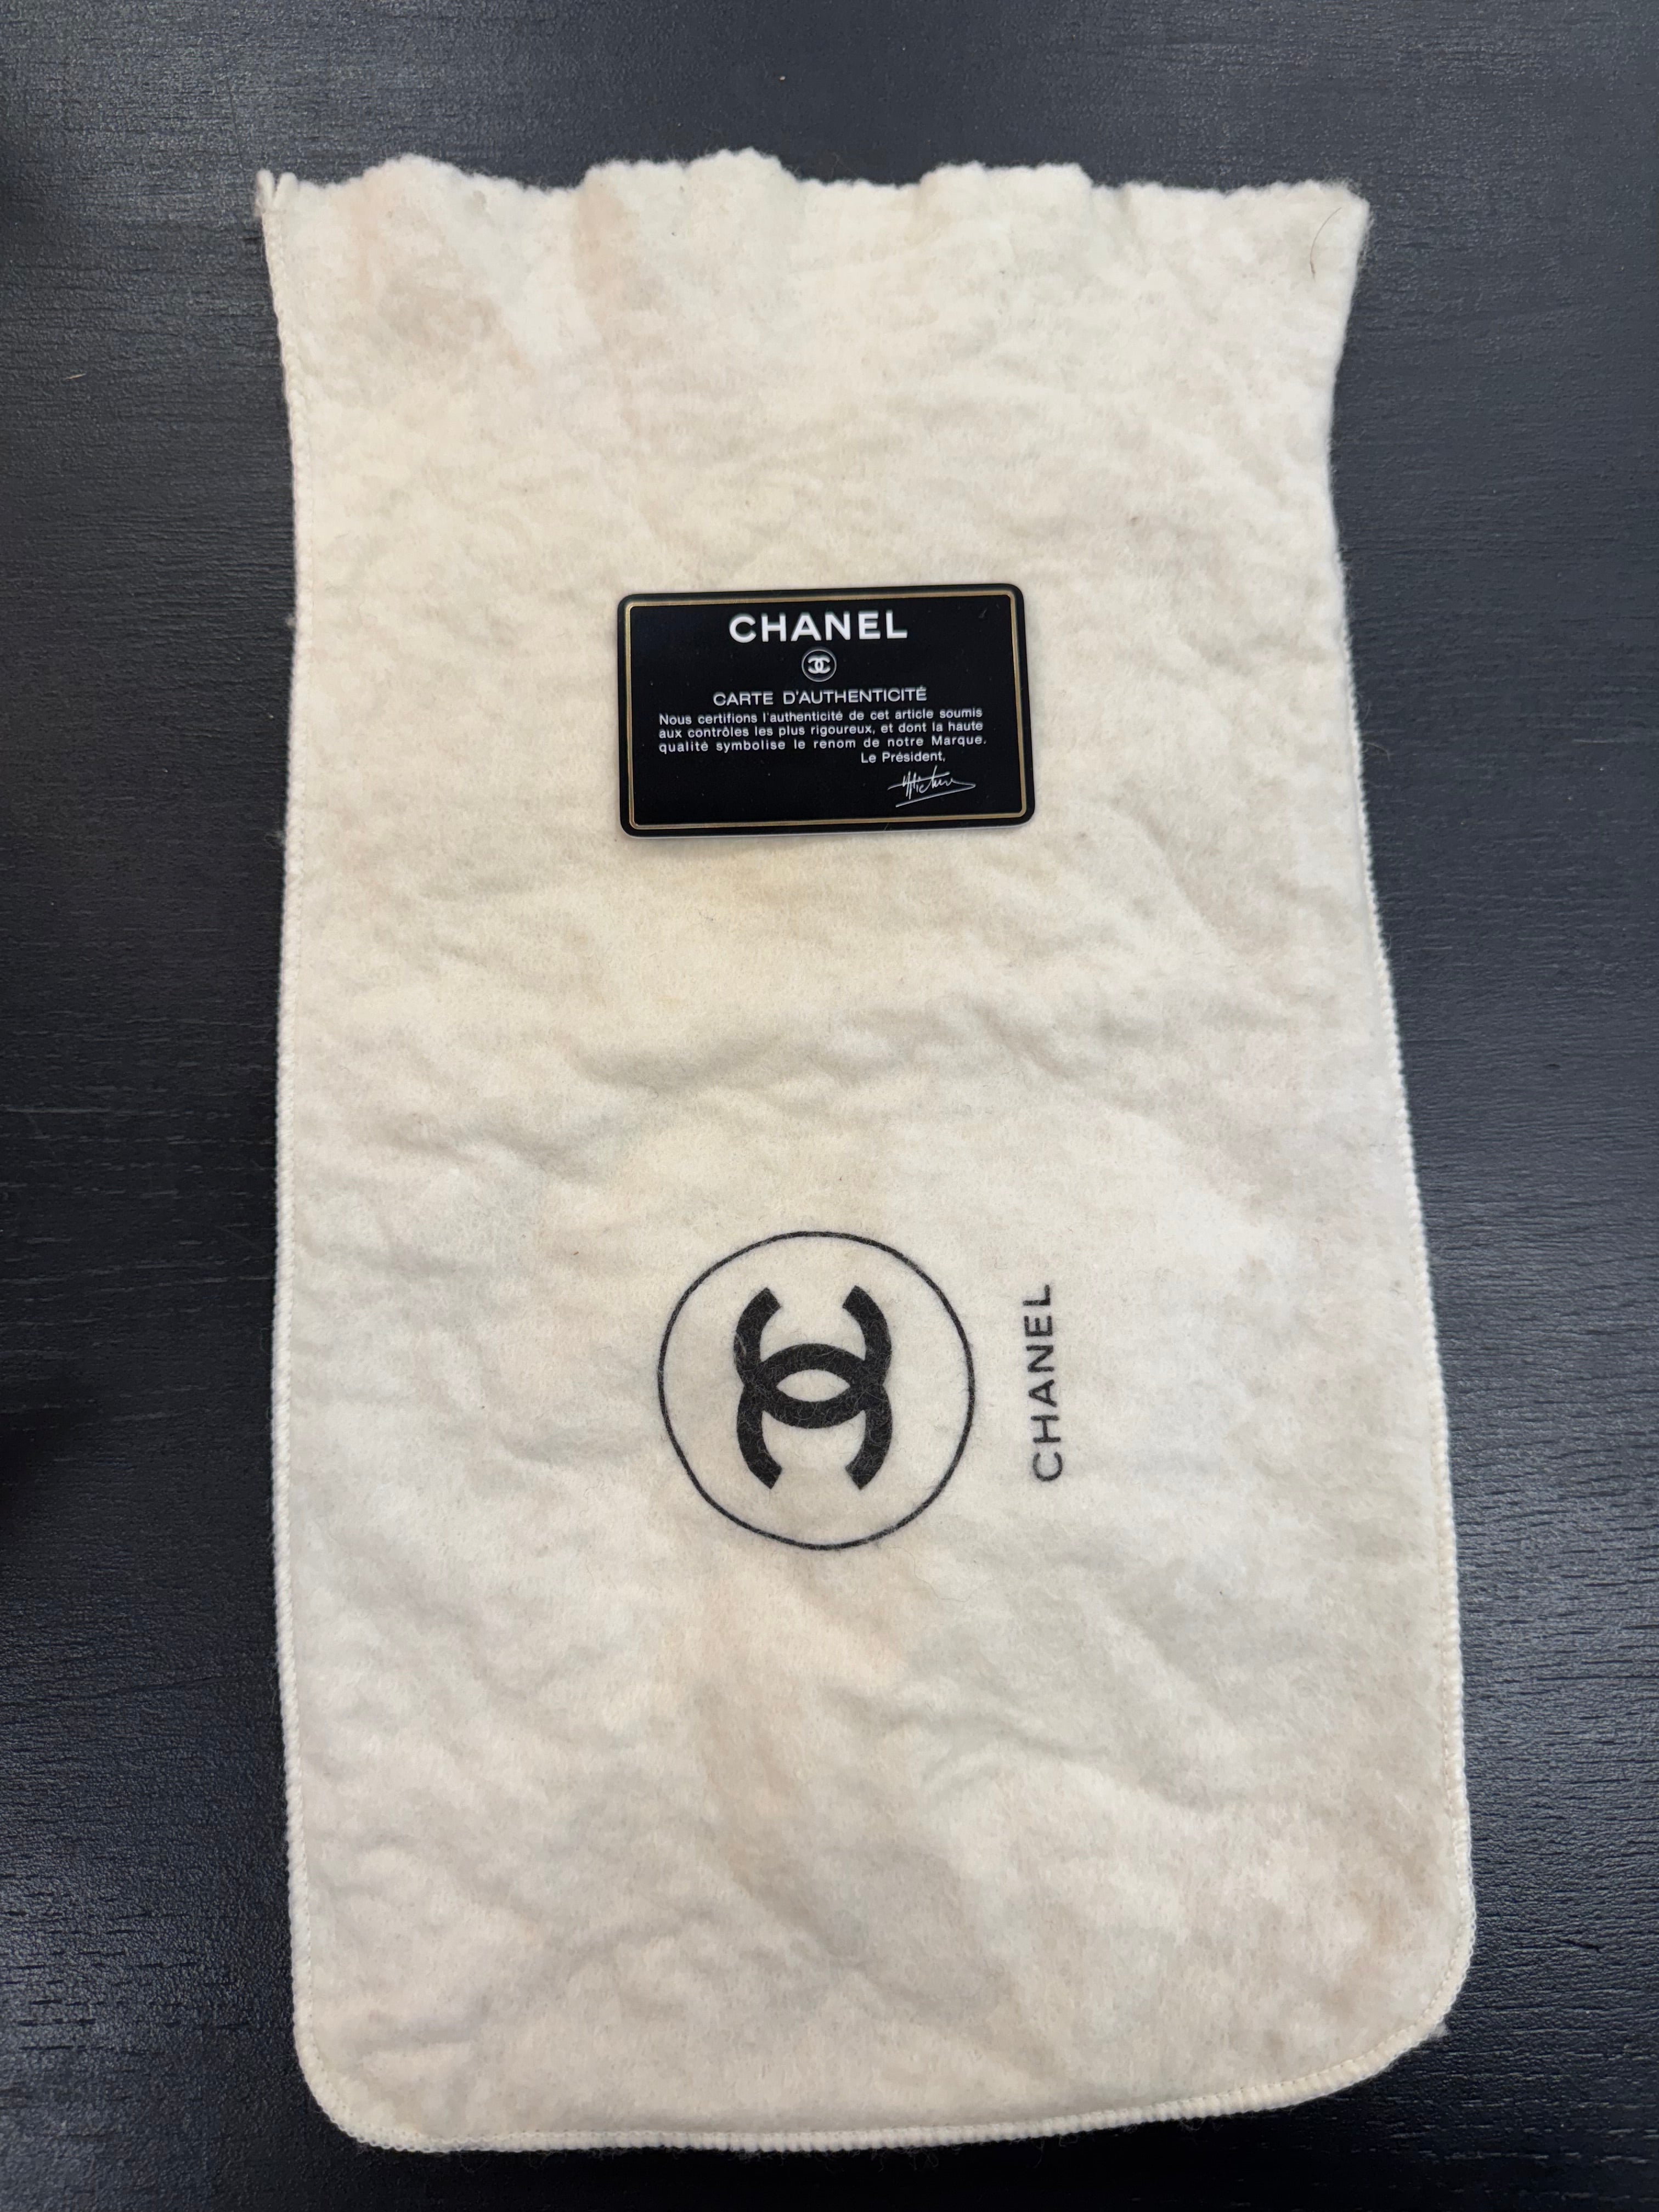 CHANEL
CARTE D'AUTHENTICITÉ
Nous certifions l'authenticité de cet article soumis
aux contrôles les plus rigoureux, et dont la haute
qualité symbolise le renom de notre Marque.
Le Président,
CHANEL